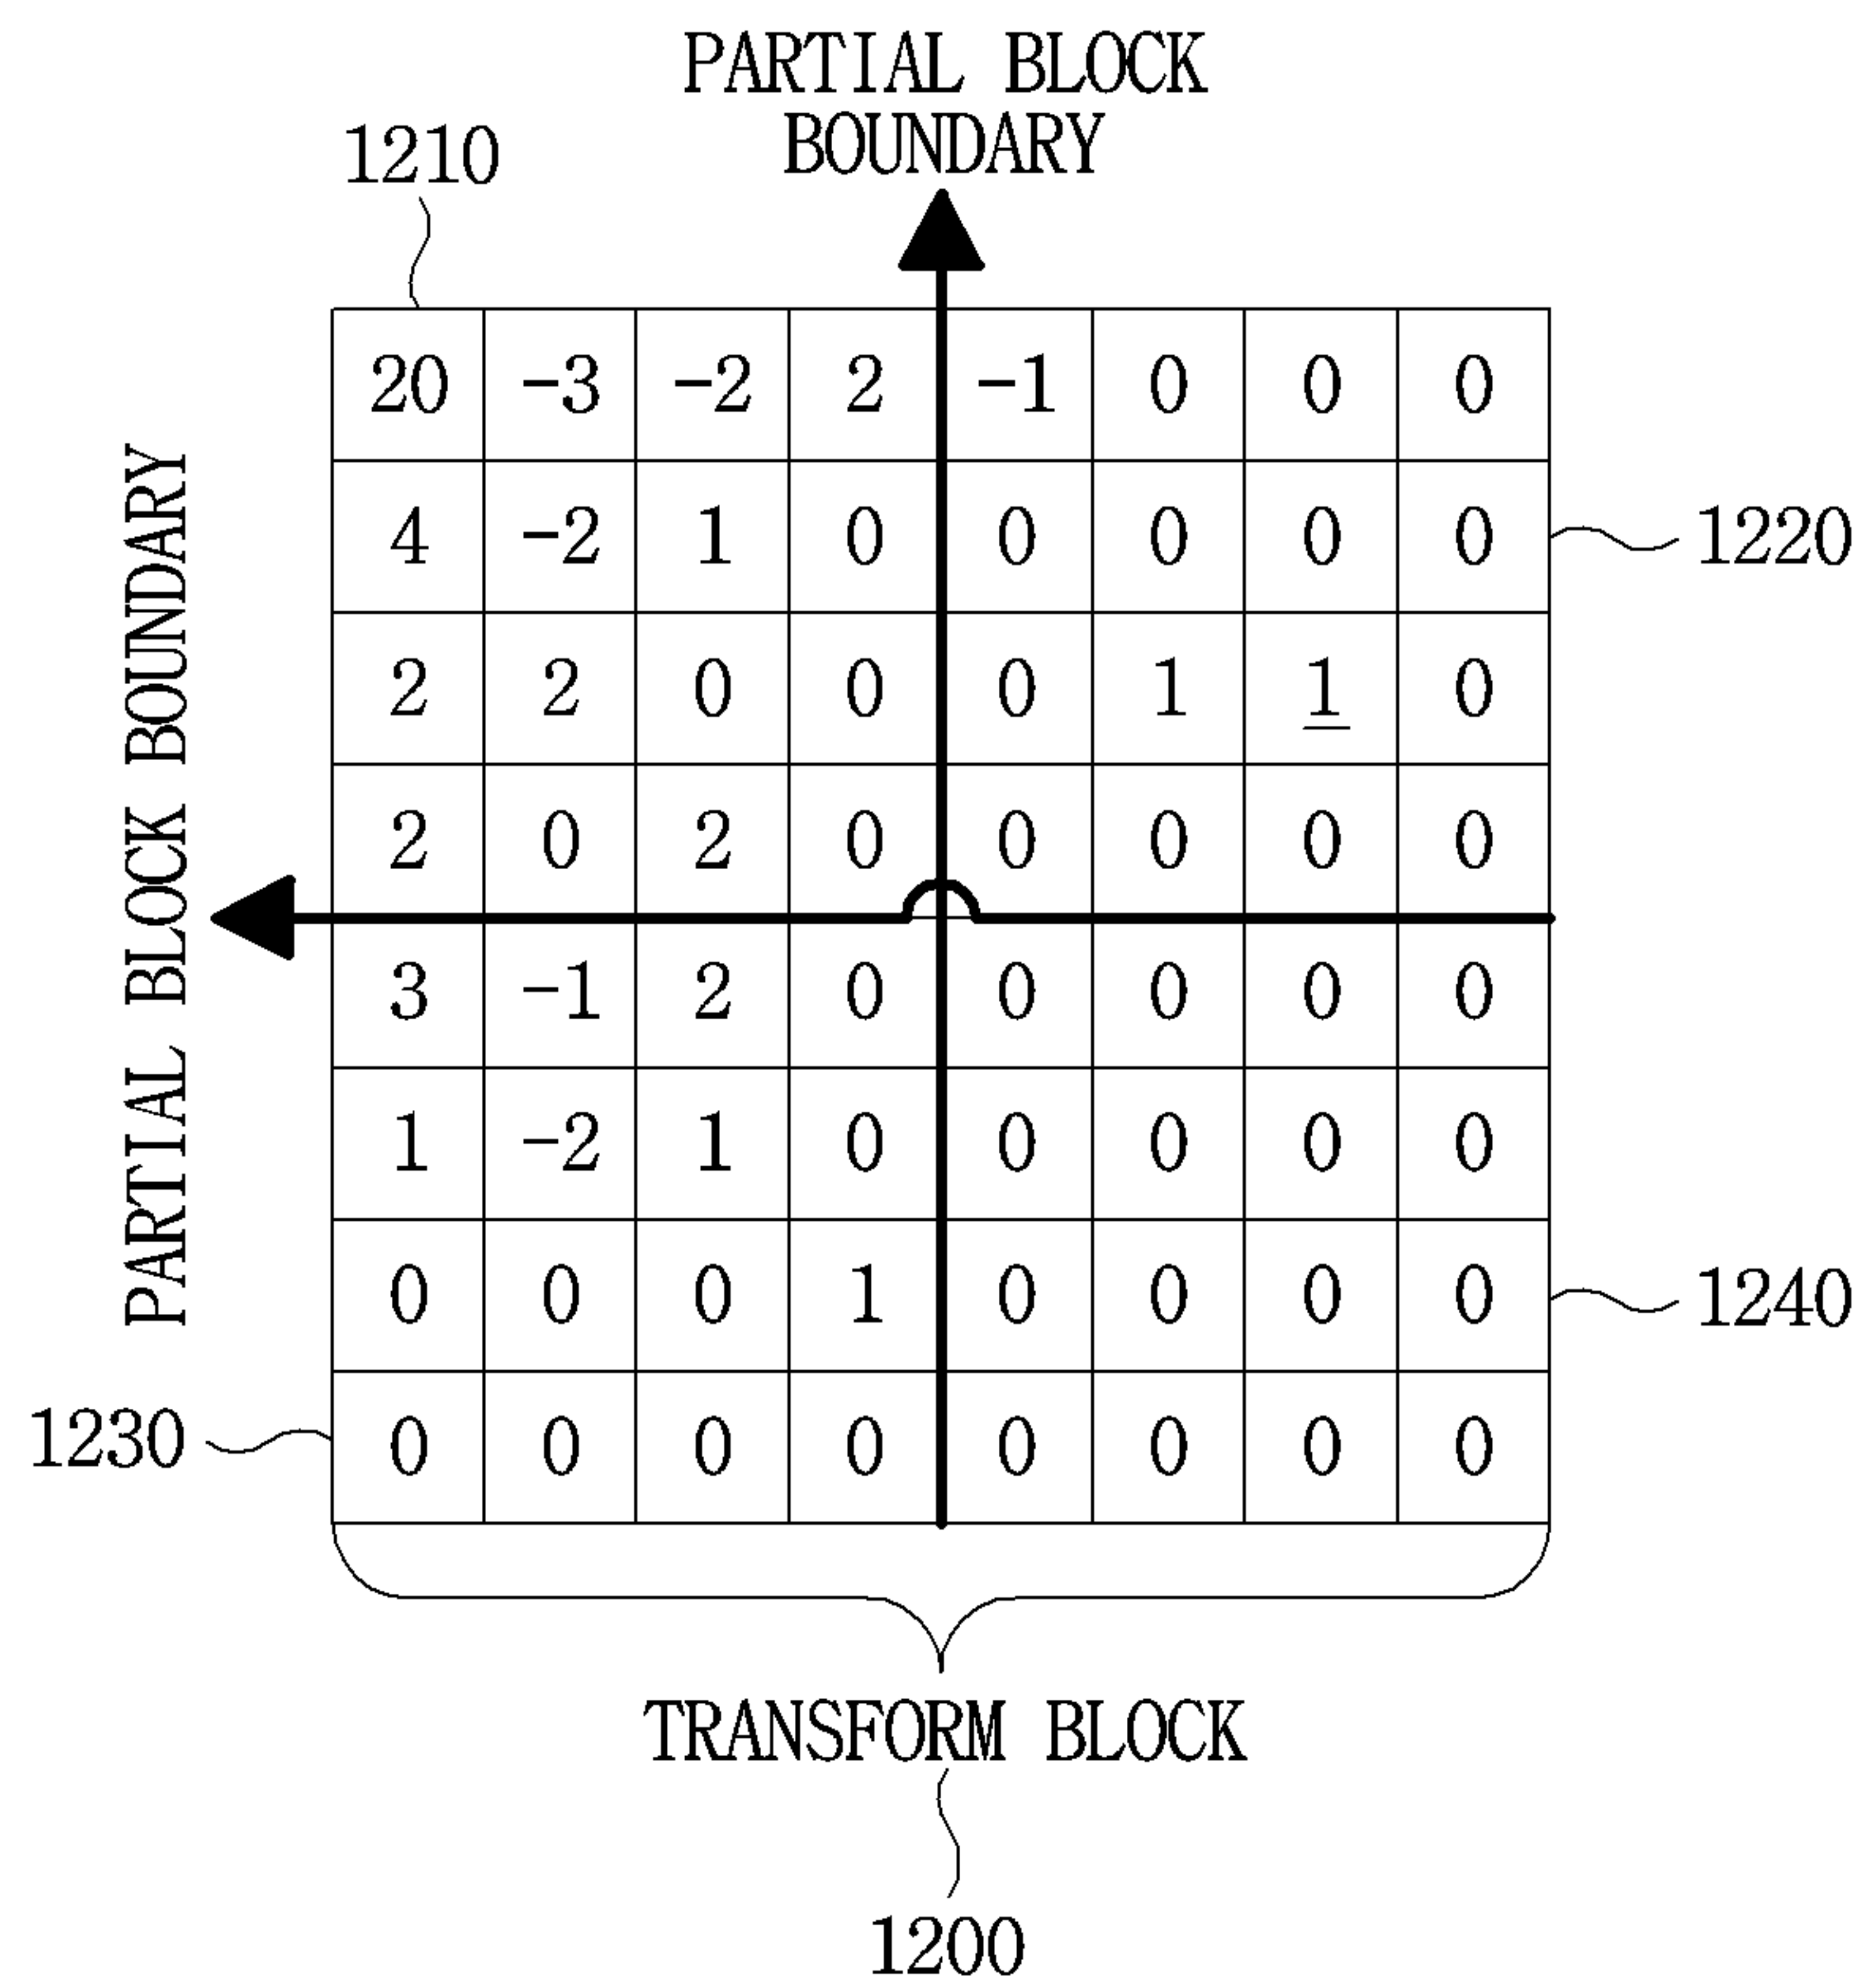 PARTIAL BLOCK
BOUNDARY
1210
20 -3 -2 2 -1 0 0 0
4 -2 1 0 0 0 0 0
1220
2 2 0 0 0 1 1 0
2 0 2 0 0 0 0 0
PARTIAL BLOCK BOUNDARY
3 -1 2 0 0 0 0 0
1 -2 1 0 0 0 0 0
0 0 0 1 0 0 0 0
1240
0 0 0 0 0 0 0 0
1230
TRANSFORM BLOCK
1200